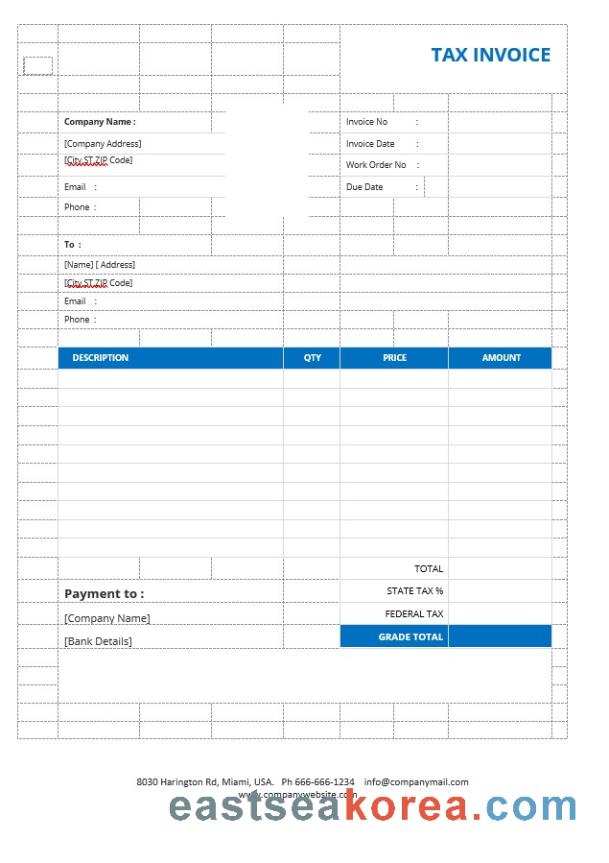 TAX INVOICE
Company Name :
Invoice No :
[Company Address]
Invoice Date :
[City,ST,ZIP Code]
Work Order No :
Email :
Due Date :
Phone :
To :
[Name] [ Address]
[City,ST,ZIP Code]
Email :
Phone :
DESCRIPTION QTY PRICE AMOUNT
TOTAL
Payment to :
STATE TAX %
[Company Name]
FEDERAL TAX
[Bank Details]
GRADE TOTAL
8030 Harington Rd, Miami, USA. Ph 666-666-1234 info@companymail.com
www.companywebsite.com
eastseakorea.com